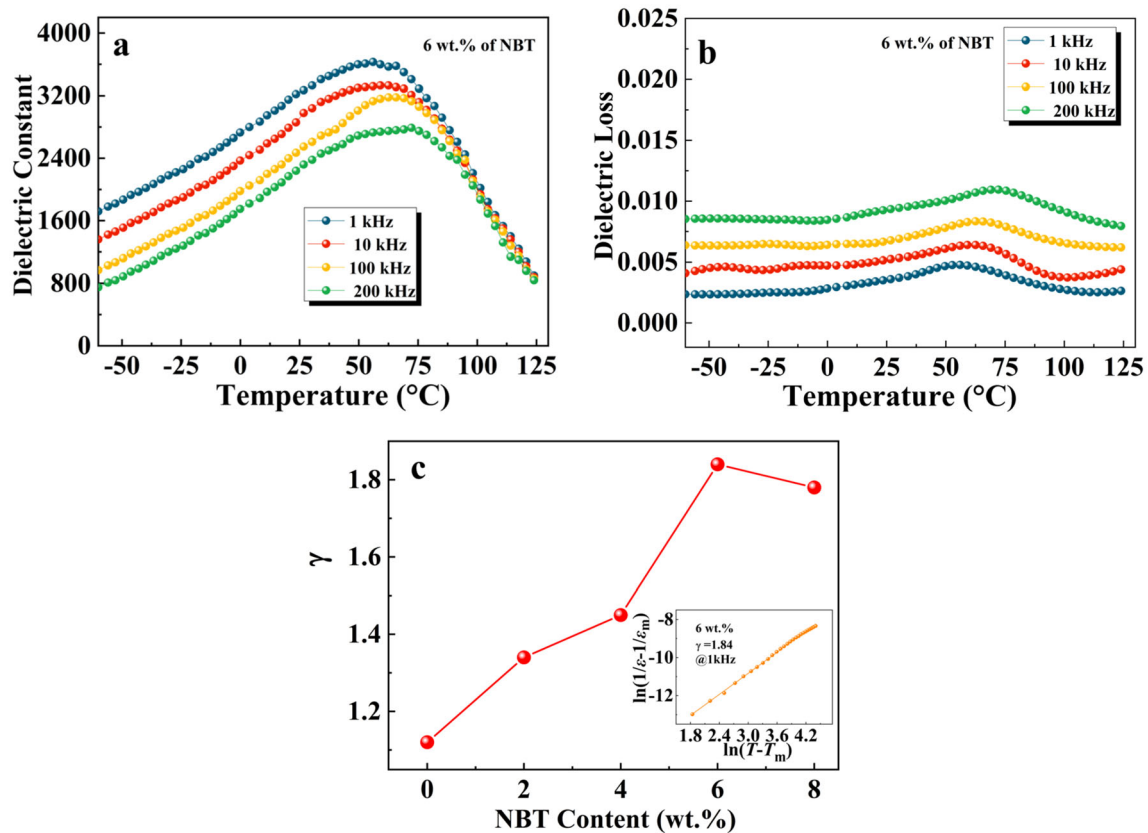 a
6 wt.% of NBT
Dielectric Constant
4000
3200
2400
1600
800
0
1 kHz
10 kHz
100 kHz
200 kHz
-50 -25 0 25 50 75 100 125
Temperature (°C)
b
6 wt.% of NBT
Dielectric Loss
0.025
0.020
0.015
0.010
0.005
0.000
1 kHz
10 kHz
100 kHz
200 kHz
-50 -25 0 25 50 75 100 125
Temperature (°C)
c
γ
1.8
1.6
1.4
1.2
0 2 4 6 8
NBT Content (wt.%)
ln(1/ε-1/εm)
-8
-10
-12
6 wt.%
γ =1.84
@1kHz
1.8 2.4 3.0 3.6 4.2
ln(T-Tm)